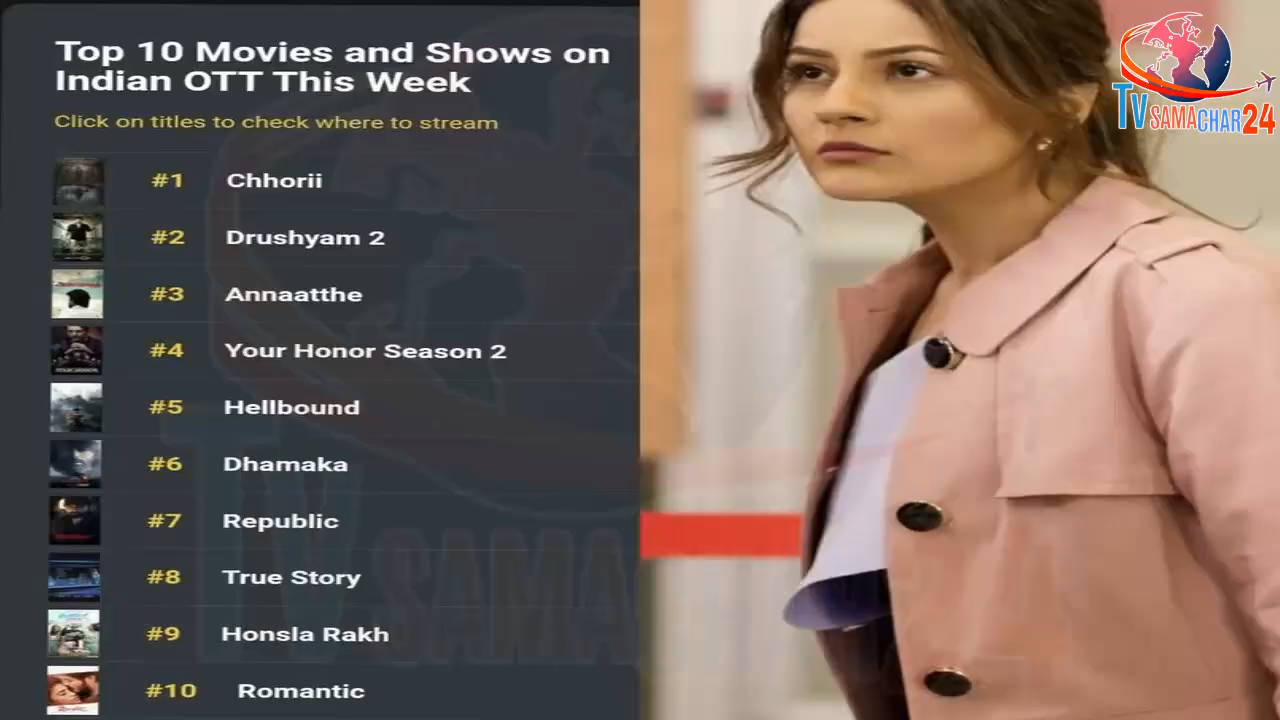 Top 10 Movies and Shows on
Indian OTT This Week
Click on titles to check where to stream
#1 Chhorii
#2 Drushyam 2
#3 Annaatthe
#4 Your Honor Season 2
#5 Hellbound
#6 Dhamaka
#7 Republic
#8 True Story
#9 Honsla Rakh
#10 Romantic
TV SAMACHAR 24